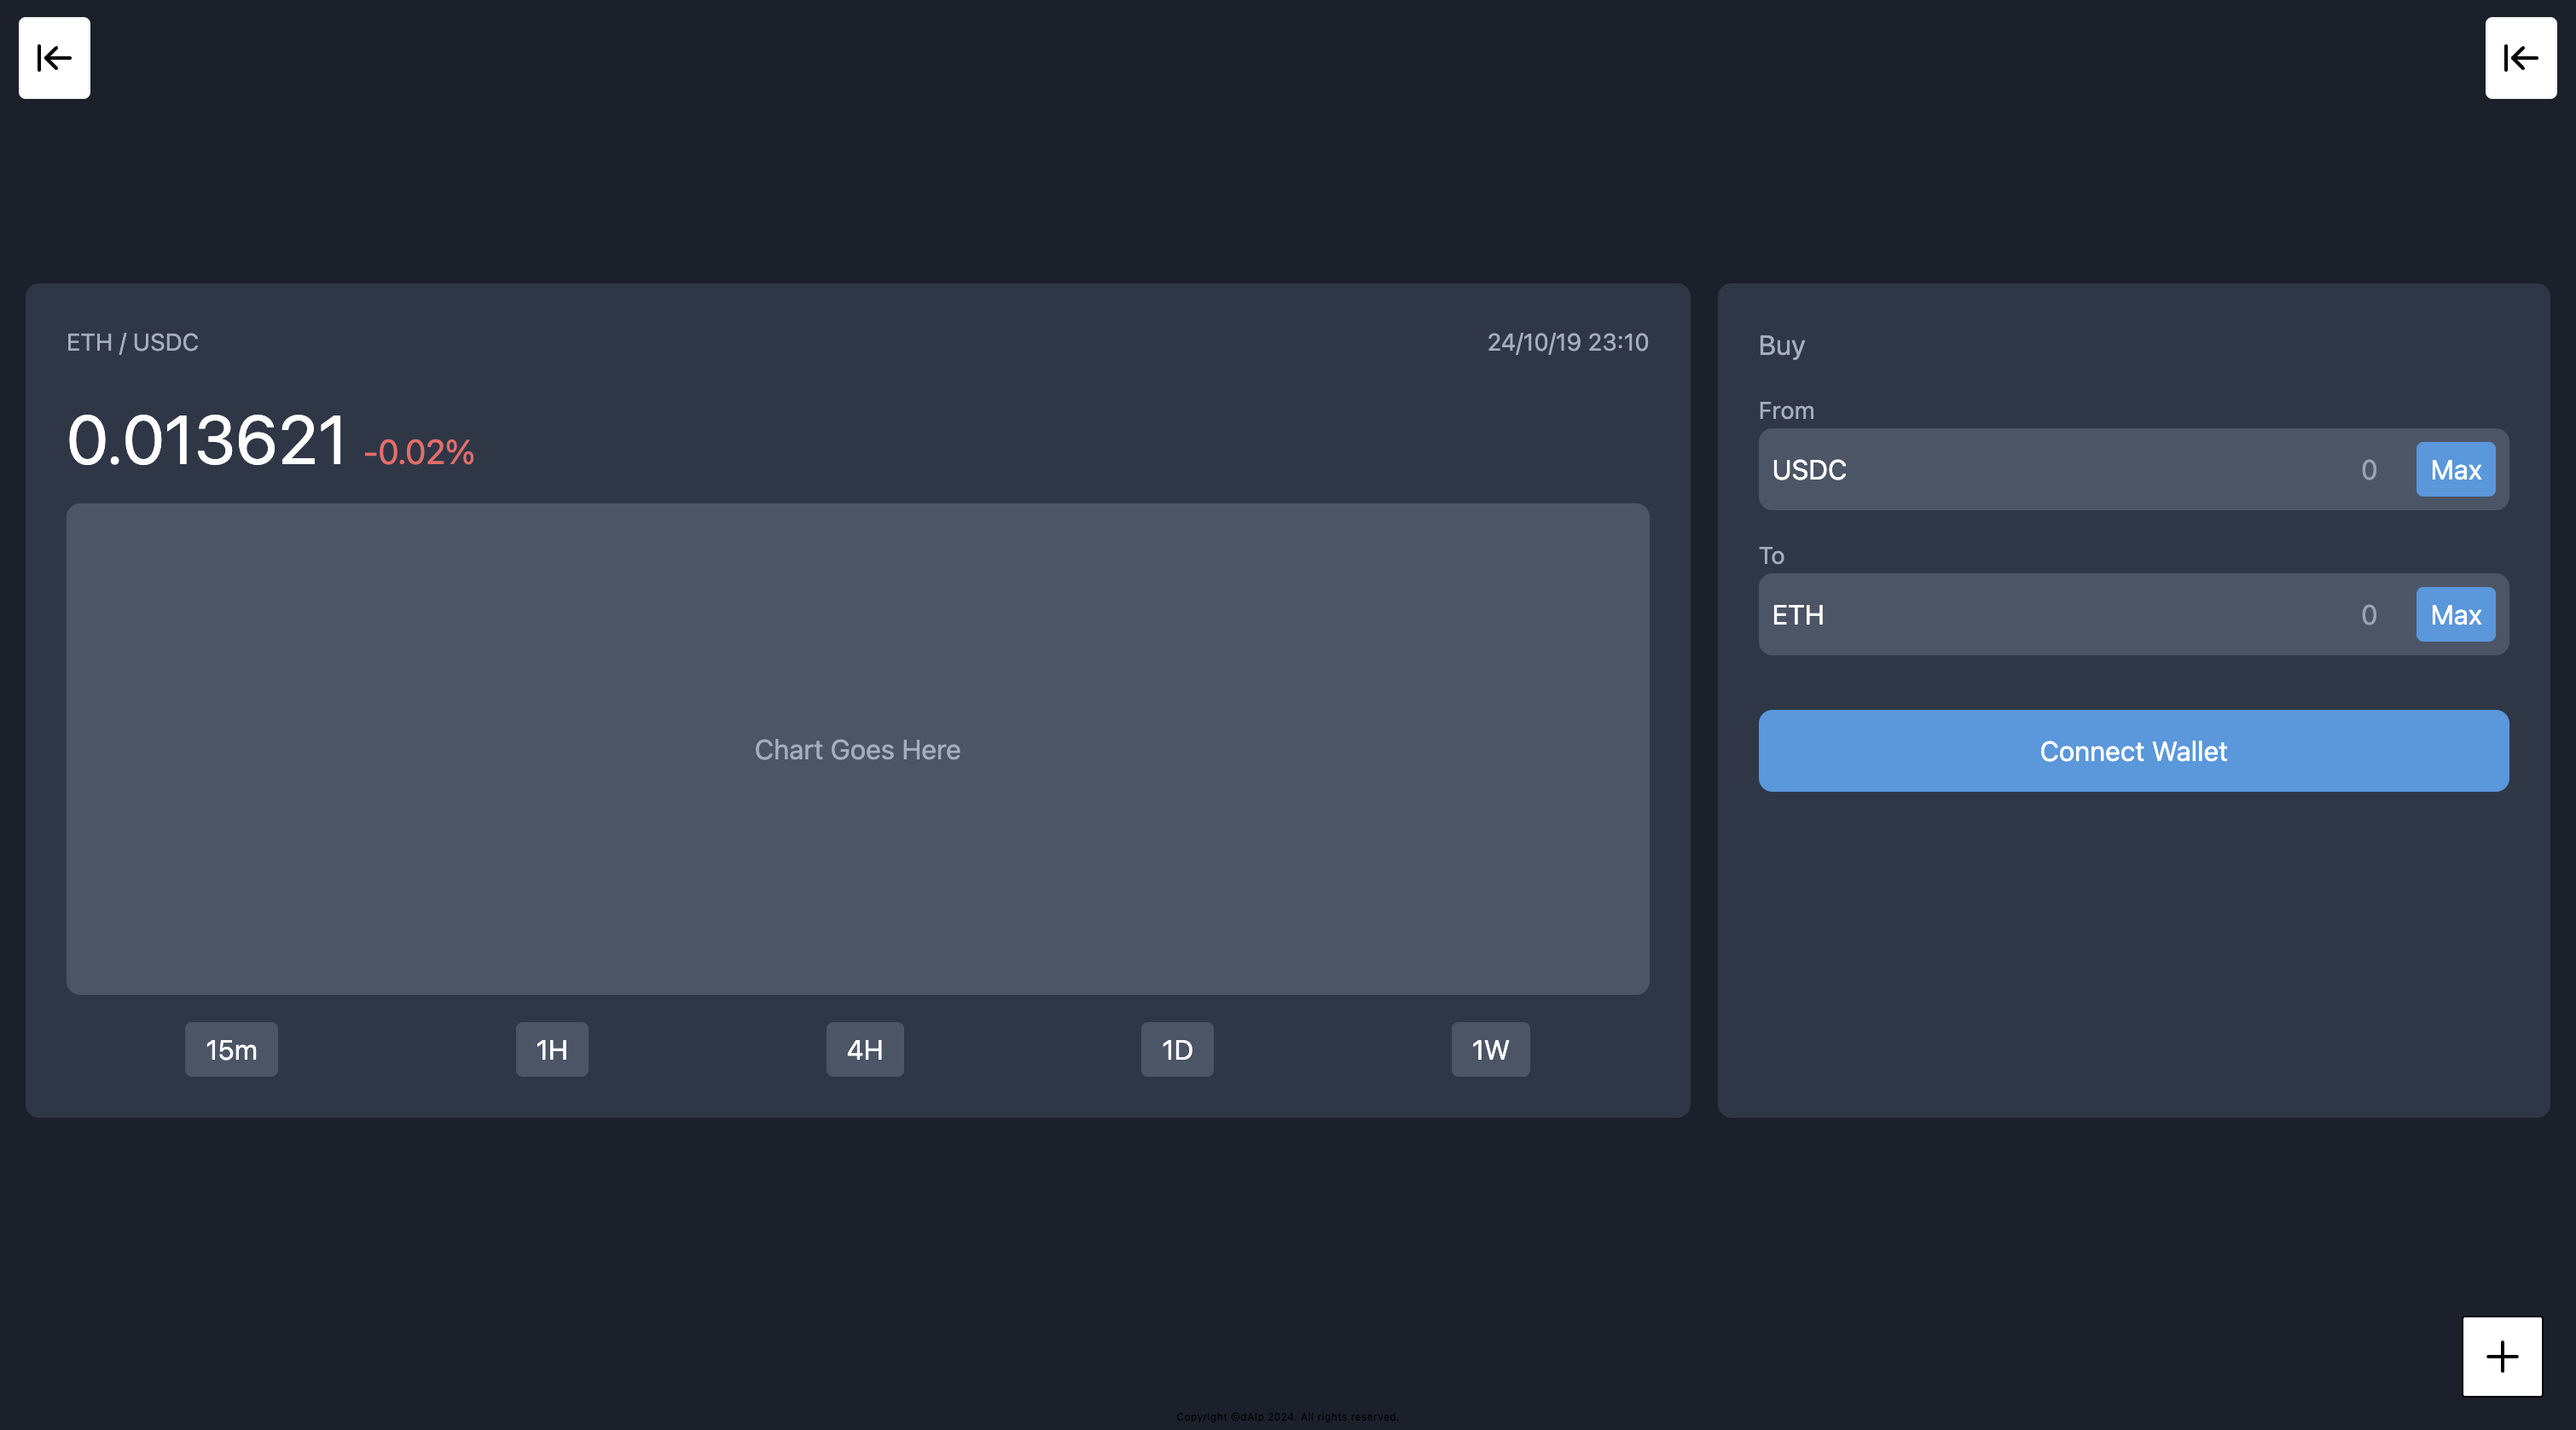 ETH / USDC
24/10/19 23:10
0.013621 -0.02%
Chart Goes Here
15m
1H
4H
1D
1W
Buy
From
USDC 0 Max
To
ETH 0 Max
Connect Wallet
Copyright ©dAip 2024. All rights reserved.